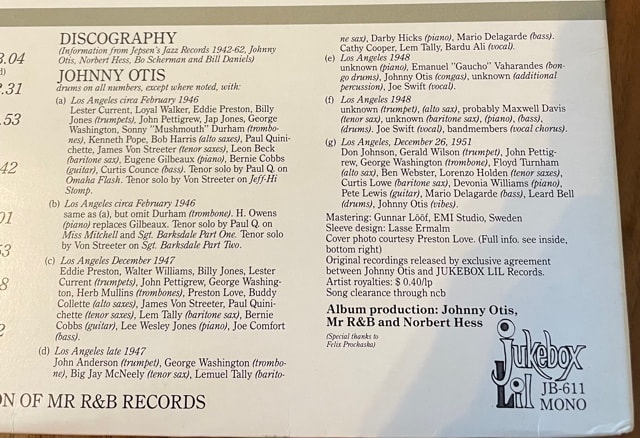 3.04
DISCOGRAPHY
(Information from Jepsen's Jazz Records 1942-62, Johnny
Otis, Norbert Hess, Bo Scherman and Bill Daniels)
2.31
JOHNNY OTIS
drums on all numbers, except where noted, with:
.53
(a) Los Angeles circa February 1946
Lester Current, Loyal Walker, Eddie Preston, Billy
Jones (trumpets), John Pettigrew, Jap Jones, George
Washington, Sonny "Mushmouth" Durham (trombo-
nes), Kenneth Pope, Bob Harris (alto saxes), Paul Quini-
chette, James Von Streeter (tenor saxes), Leon Beck
(baritone sax), Eugene Gilbeaux (piano), Bernie Cobbs
(guitar), Curtis Counce (bass). Tenor solo by Paul Q. on
Omaha Flash. Tenor solo by Von Streeter on Jeff-Hi
Stomp.
42
(b) Los Angeles circa February 1946
same as (a), but omit Durham (trombone). H. Owens
(piano) replaces Gilbeaux. Tenor solo by Paul Q. on
Miss Mitchell and Sgt. Barksdale Part One. Tenor solo
by Von Streeter on Sgt. Barksdale Part Two.
01
53
(c) Los Angeles December 1947
Eddie Preston, Walter Williams, Billy Jones, Lester
Current (trumpets), John Pettigrew, George Washing-
ton, Herb Mullins (trombones), Preston Love, Buddy
Collette (alto saxes), James Von Streeter, Paul Quini-
chette (tenor saxes), Lem Tally (baritone sax), Bernie
Cobbs (guitar), Lee Wesley Jones (piano), Joe Comfort
(bass).
8
2
(d) Los Angeles late 1947
John Anderson (trumpet), George Washington (trombo-
ne), Big Jay McNeely (tenor sax), Lemuel Tally (barito-
ne sax), Darby Hicks (piano), Mario Delagarde (bass).
Cathy Cooper, Lem Tally, Bardu Ali (vocal).
(e) Los Angeles 1948
unknown (piano), Emanuel "Gaucho" Vaharandes (bon-
go drums), Johnny Otis (congas), unknown (additional
percussion), Joe Swift (vocal).
(f) Los Angeles 1948
unknown (trumpet), (alto sax), probably Maxwell Davis
(tenor sax), unknown (baritone sax), (piano), (bass),
(drums). Joe Swift (vocal), bandmembers (vocal chorus).
(g) Los Angeles, December 26, 1951
Don Johnson, Gerald Wilson (trumpet), John Pettig-
rew, George Washington (trombone), Floyd Turnham
(alto sax), Ben Webster, Lorenzo Holden (tenor saxes),
Curtis Lowe (baritone sax), Devonia Williams (piano),
Pete Lewis (guitar), Mario Delagarde (bass), Leard Bell
(drums), Johnny Otis (vibes).
Mastering: Gunnar Lööf, EMI Studio, Sweden
Sleeve design: Lasse Ermalm
Cover photo courtesy Preston Love. (Full info. see inside,
bottom right)
Original recordings released by exclusive agreement
between Johnny Otis and JUKEBOX LIL Records.
Artist royalties: $ 0.40/lp
Song clearance through ncb
Album production: Johnny Otis,
Mr R&B and Norbert Hess
(Special thanks to
Felix Prochaska)
jukebox
Lil
JB-611
MONO
ON OF MR R&B RECORDS